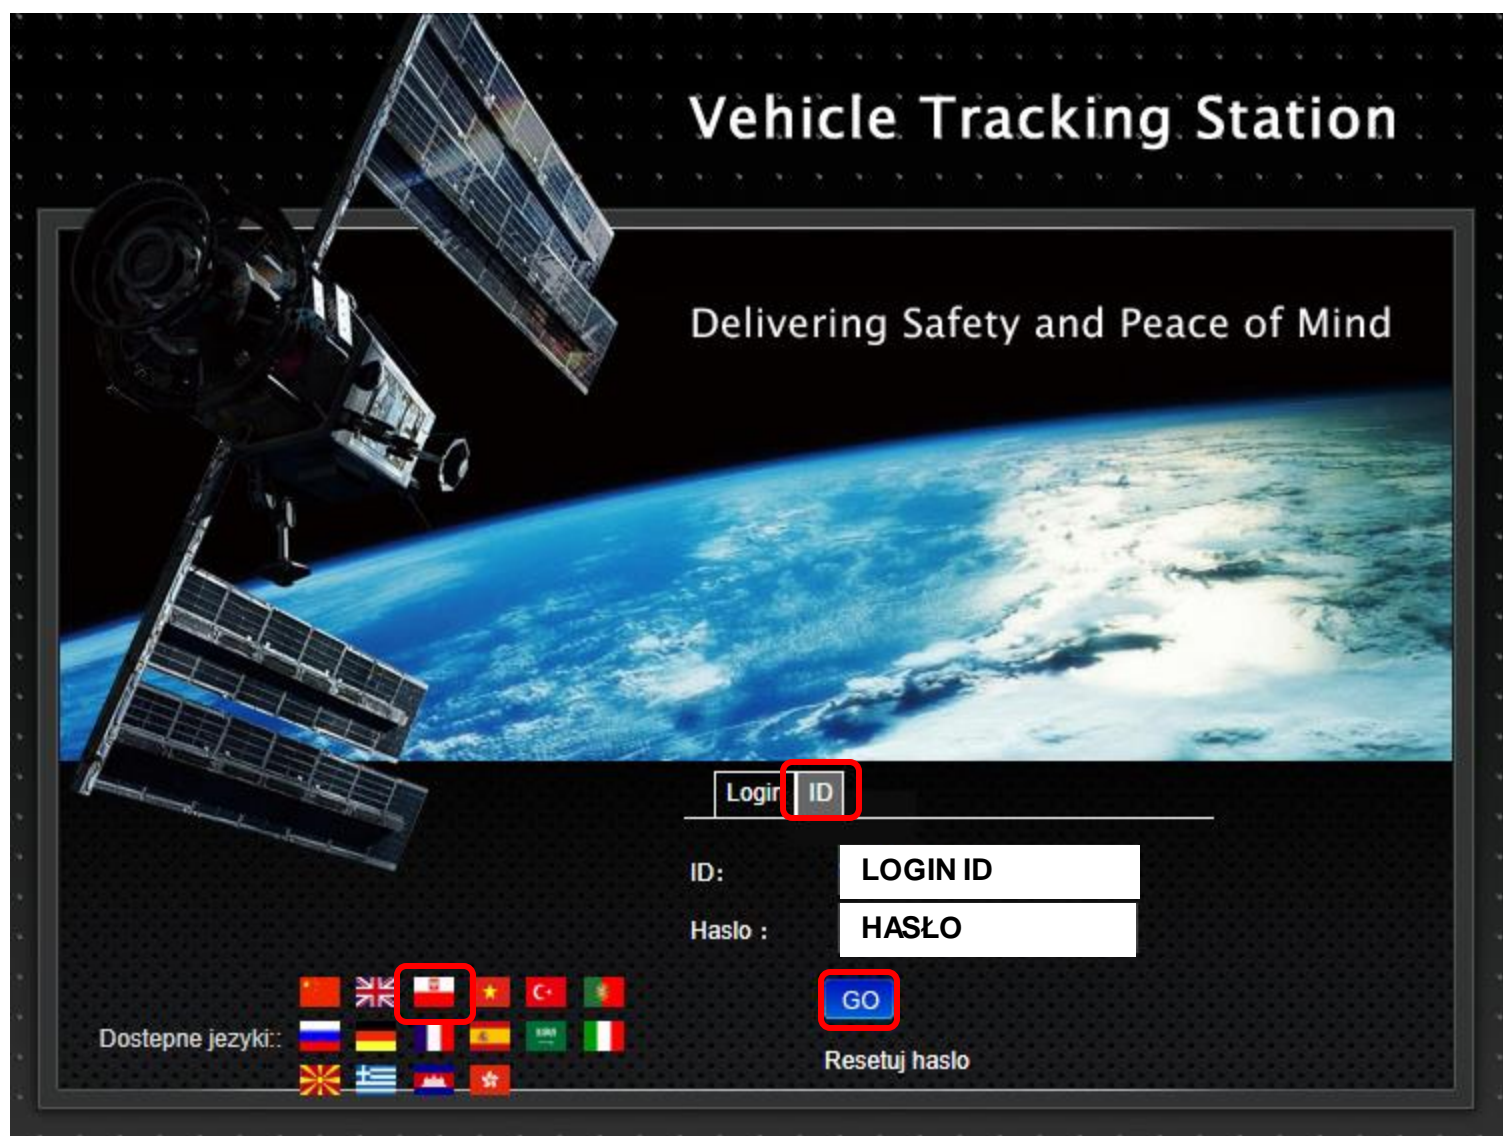 Vehicle Tracking Station
Delivering Safety and Peace of Mind
Login ID
ID: LOGIN ID
Haslo : HASŁO
GO
Dostepne jezyki::
Resetuj haslo